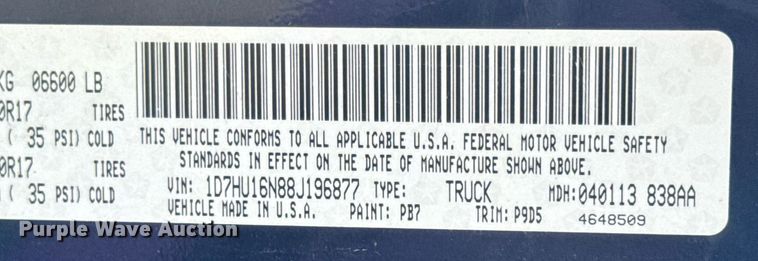 KG 06600 LB
0R17 TIRES
( 35 PSI) COLD
0R17 TIRES
( 35 PSI) COLD
THIS VEHICLE CONFORMS TO ALL APPLICABLE U.S.A. FEDERAL MOTOR VEHICLE SAFETY
STANDARDS IN EFFECT ON THE DATE OF MANUFACTURE SHOWN ABOVE.
VIN: 1D7HU16N88J196877 TYPE: TRUCK MDH:040113 838AA
VEHICLE MADE IN U.S.A. PAINT: PB7 TRIM: P9D5 4648509
Purple Wave Auction